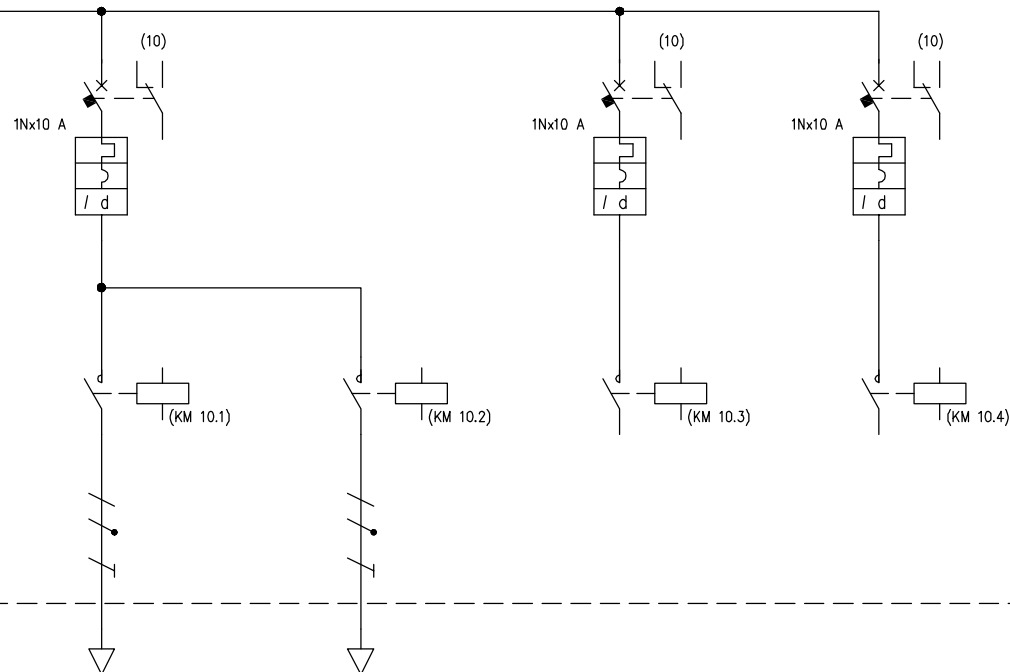 (10)
(10)
(10)
1Nx10 A
1Nx10 A
1Nx10 A
I d
I d
I d
(KM 10.1)
(KM 10.2)
(KM 10.3)
(KM 10.4)